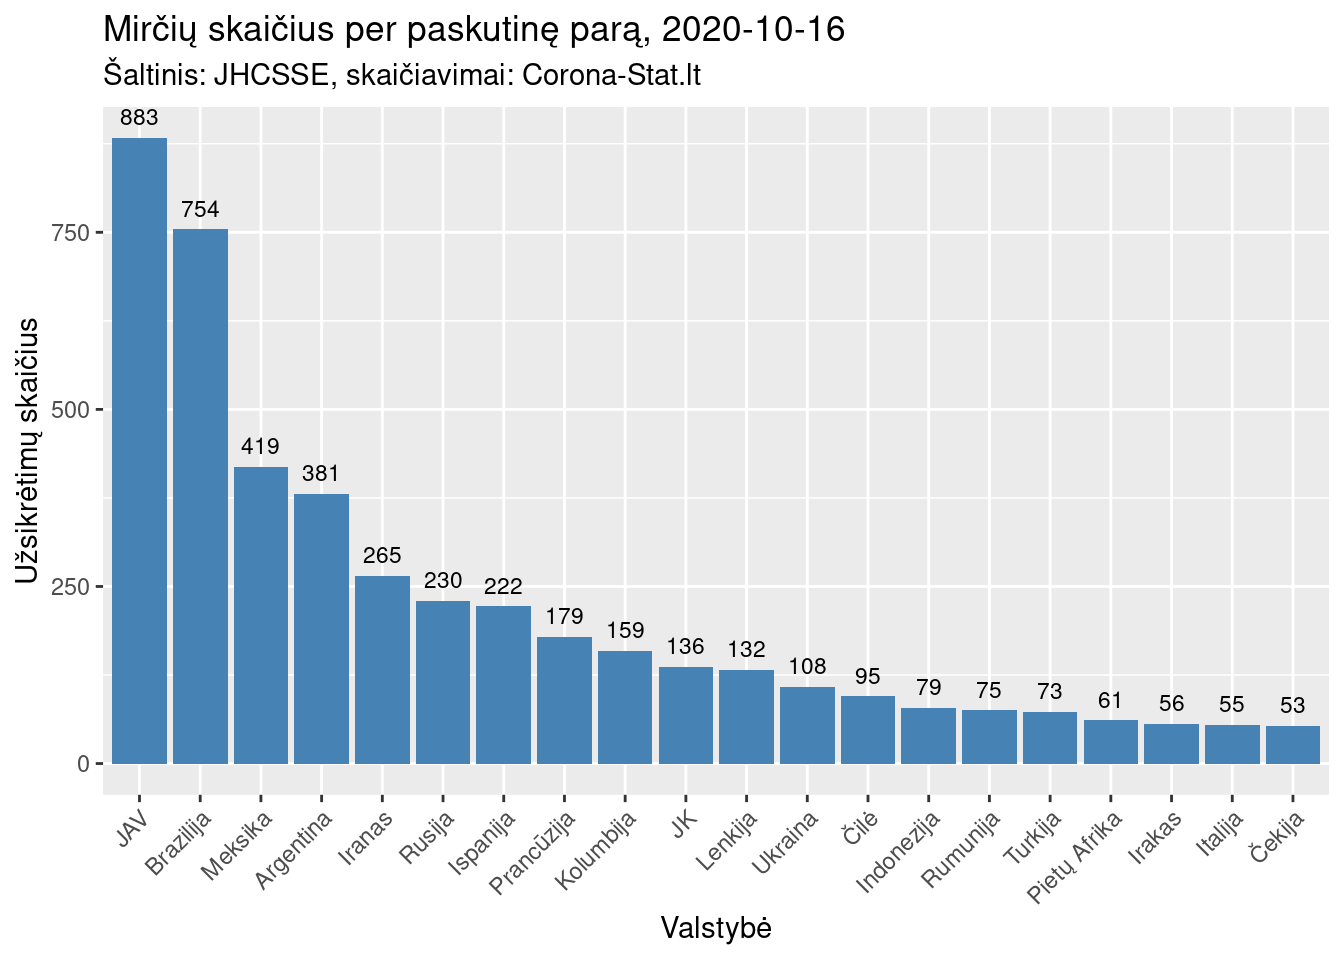 Mirčių skaičius per paskutinę parą, 2020-10-16
Šaltinis: JHCSSE, skaičiavimai: Corona-Stat.lt
Užsikrėtimų skaičius
750
500
250
0
883
754
419
381
265
230
222
179
159
136
132
108
95
79
75
73
61
56
55
53
JAV
Brazilija
Meksika
Argentina
Iranas
Rusija
Ispanija
Prancūzija
Kolumbija
JK
Lenkija
Ukraina
Čilė
Indonezija
Rumunija
Turkija
Pietų Afrika
Irakas
Italija
Čekija
Valstybė